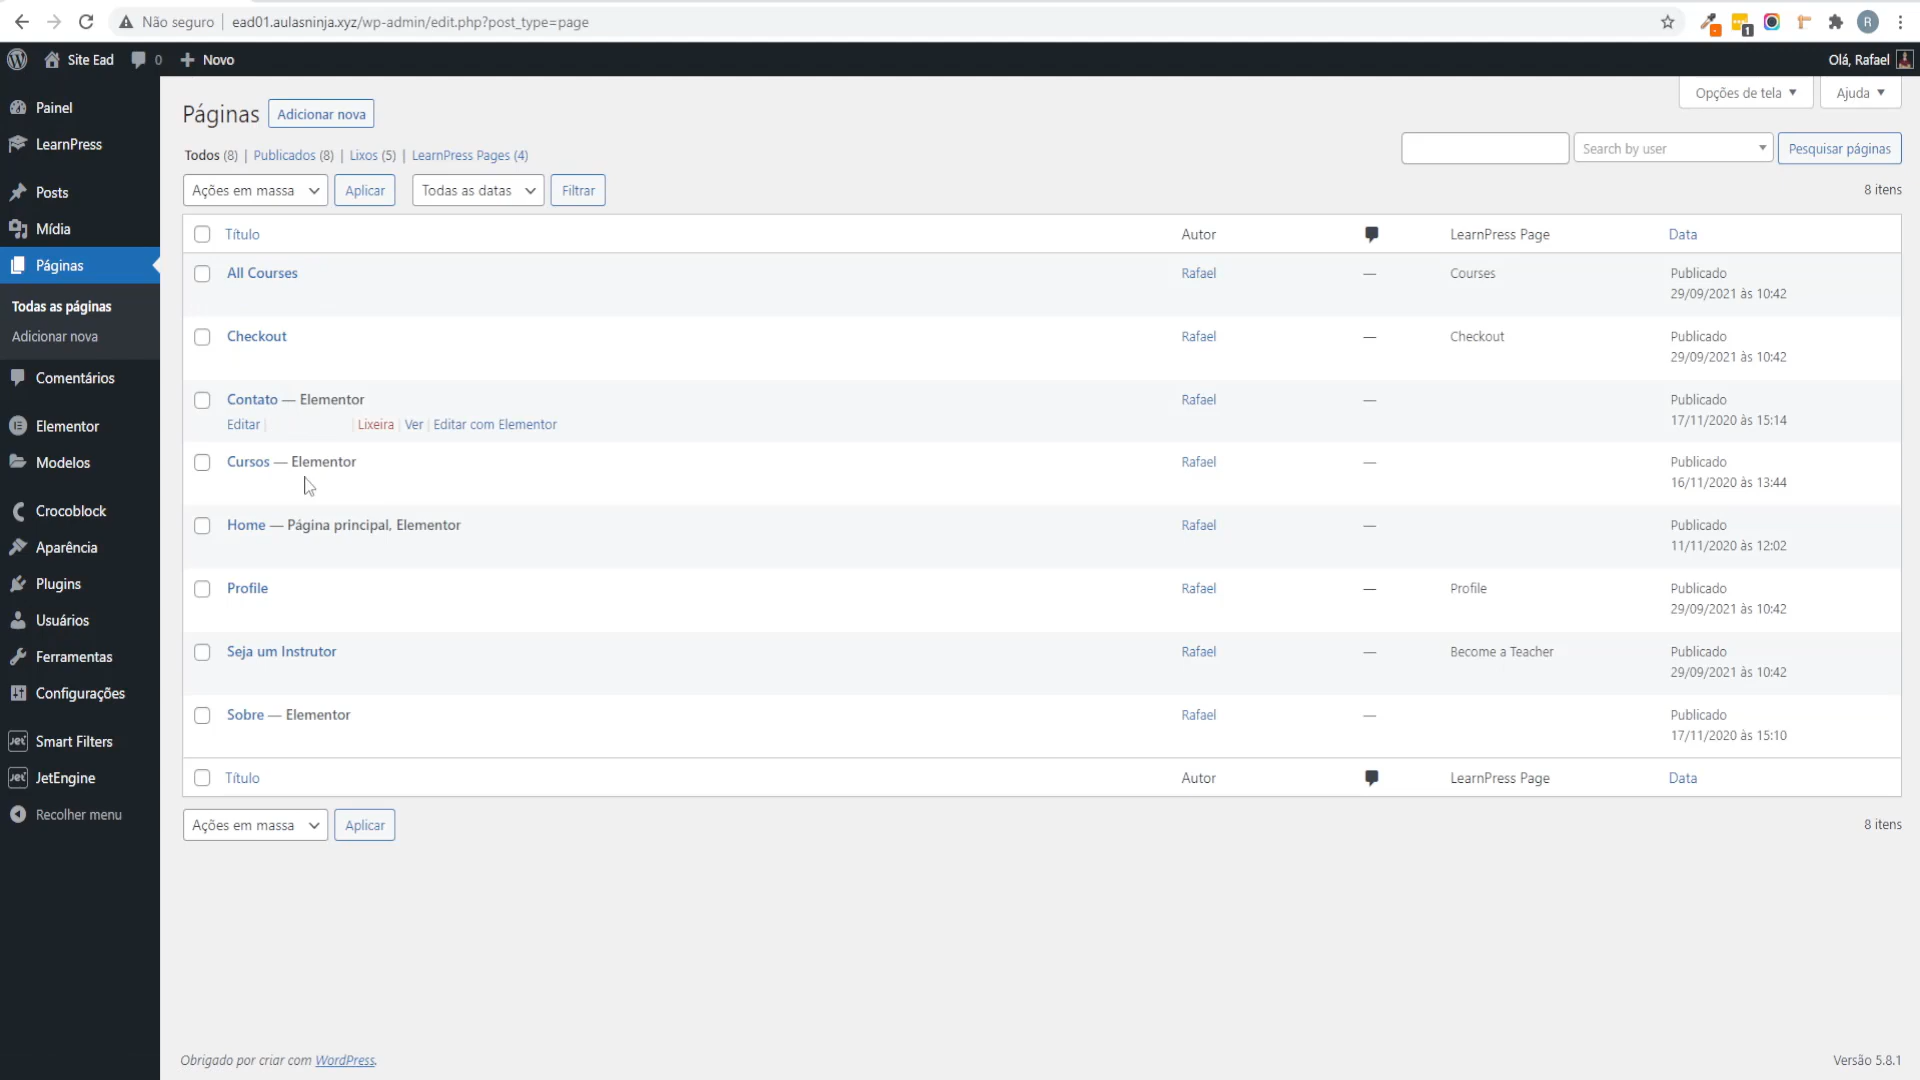 Não seguro | ead01.aulasninja.xyz/wp-admin/edit.php?post_type=page
1
R
Site Ead 0 + Novo
Olá, Rafael
Painel
LearnPress
Posts
Mídia
Páginas
Todas as páginas
Adicionar nova
Comentários
Elementor
Modelos
Crocoblock
Aparência
Plugins
Usuários
Ferramentas
Configurações
Jet Smart Filters
Jet JetEngine
Recolher menu
Páginas Adicionar nova
Opções de tela ▼ Ajuda ▼
Todos (8) | Publicados (8) | Lixos (5) | LearnPress Pages (4)
Search by user Pesquisar páginas
Ações em massa Aplicar Todas as datas Filtrar
8 itens
Título Autor LearnPress Page Data
All Courses Rafael — Courses Publicado
29/09/2021 às 10:42
Checkout Rafael — Checkout Publicado
29/09/2021 às 10:42
Contato — Elementor Rafael — Publicado
Editar | | Lixeira | Ver | Editar com Elementor 17/11/2020 às 15:14
Cursos — Elementor Rafael — Publicado
16/11/2020 às 13:44
Home — Página principal, Elementor Rafael — Publicado
11/11/2020 às 12:02
Profile Rafael — Profile Publicado
29/09/2021 às 10:42
Seja um Instrutor Rafael — Become a Teacher Publicado
29/09/2021 às 10:42
Sobre — Elementor Rafael — Publicado
17/11/2020 às 15:10
Título Autor LearnPress Page Data
Ações em massa Aplicar
8 itens
Obrigado por criar com WordPress.
Versão 5.8.1